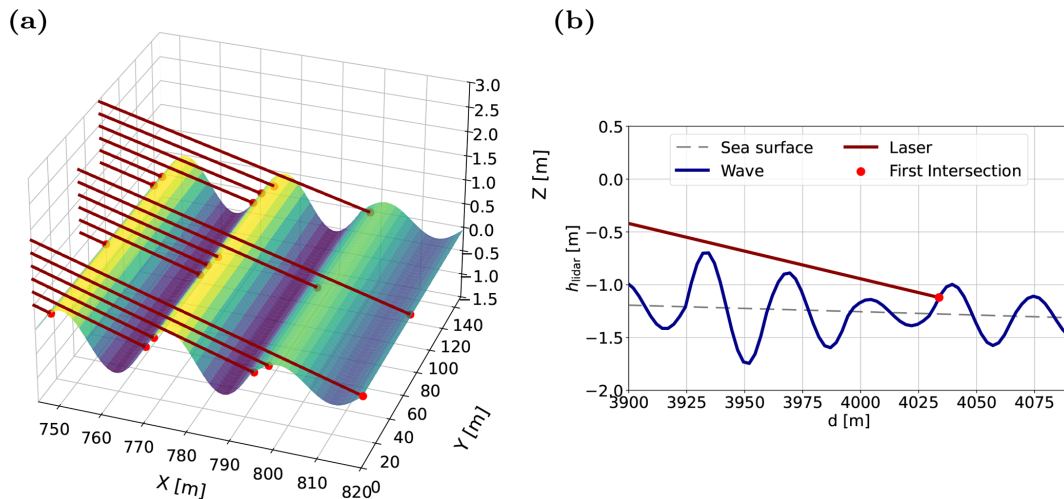 (a)
3.0
2.5
2.0
1.5
1.0
0.5
0.0
−0.5
−1.0
−1.5
Z [m]
140
120
100
80
60
40
20
0
Y [m]
750
760
770
780
790
800
810
820
X [m]
(b)
Sea surface
Wave
Laser
First Intersection
0.5
0.0
−0.5
−1.0
−1.5
−2.0
h_lidar [m]
3900 3925 3950 3975 4000 4025 4050 4075
d [m]